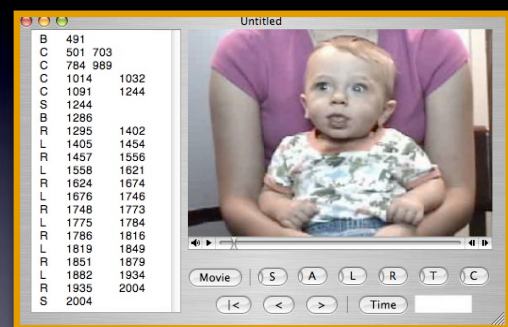 Untitled
B 491
C 501 703
C 784 989
C 1014 1032
C 1091 1244
S 1244
B 1286
R 1295 1402
L 1405 1454
R 1457 1556
L 1558 1621
R 1624 1674
L 1676 1746
R 1748 1773
L 1775 1784
R 1786 1816
L 1819 1849
R 1851 1879
L 1882 1934
R 1935 2004
S 2004
Movie S A L R T C
|< < > Time